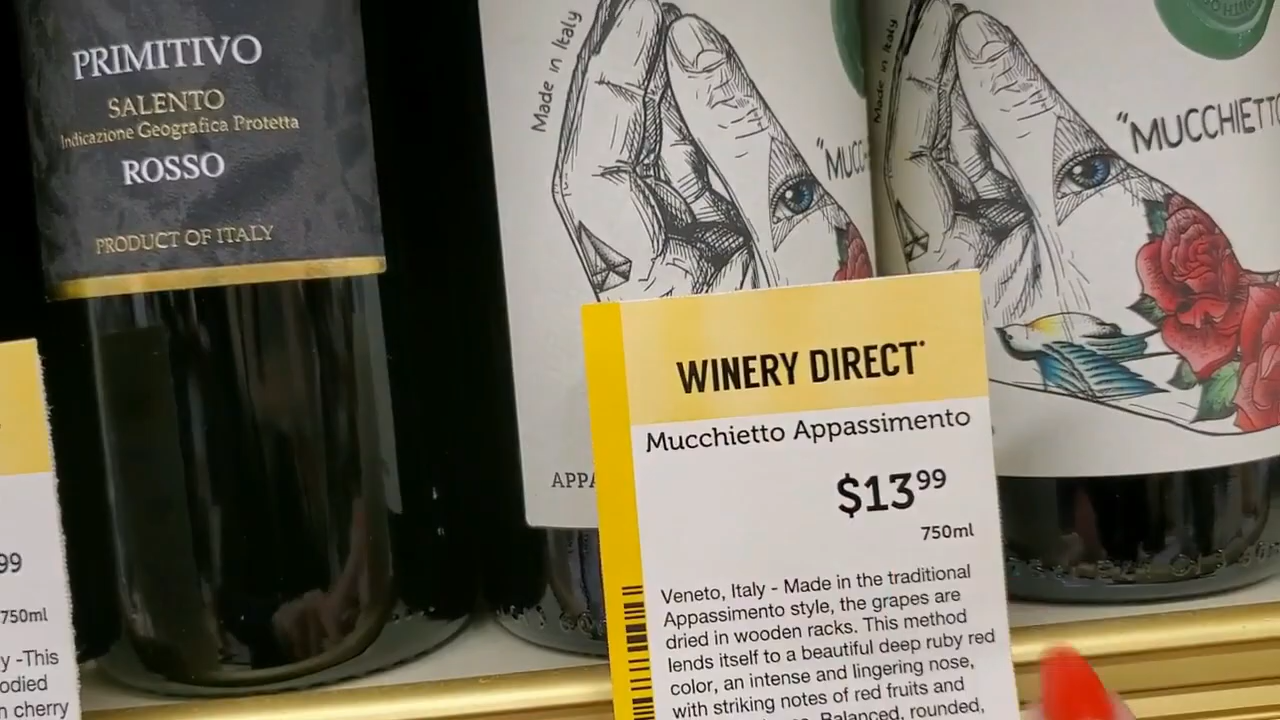 PRIMITIVO
SALENTO
Indicazione Geografica Protetta
ROSSO
PRODUCT OF ITALY
Made in Italy
"MUCC
APPA
Made in Italy
"MUCCHIETTO
WINERY DIRECT
Mucchietto Appassimento
$13.99
750ml
Veneto, Italy - Made in the traditional
Appassimento style, the grapes are
dried in wooden racks. This method
lends itself to a beautiful deep ruby red
color, an intense and lingering nose,
with striking notes of red fruits and
Balanced, rounded,
99
750ml
y -This
odied
n cherry